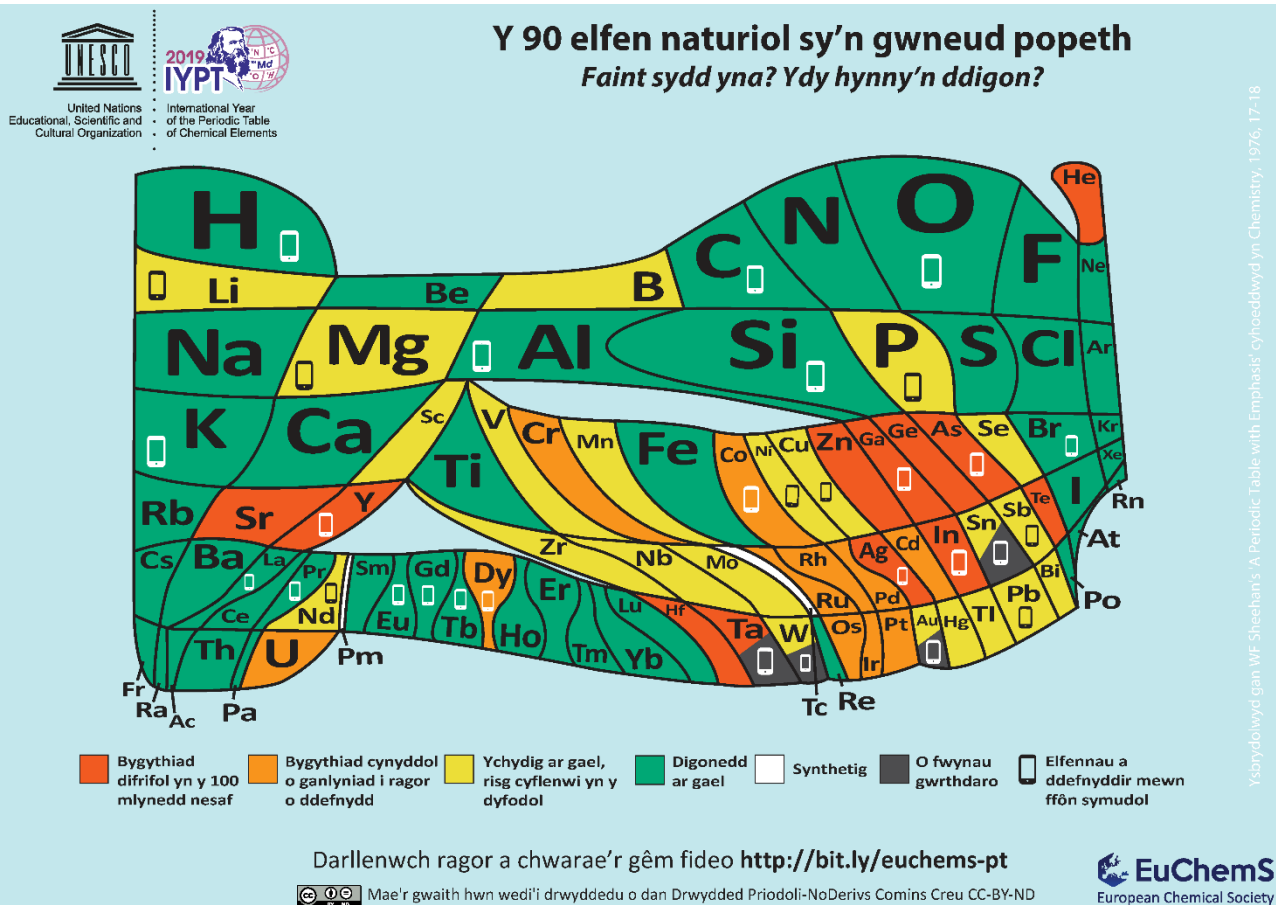 Y 90 elfen naturiol sy'n gwneud popeth
Faint sydd yna? Ydy hynny'n ddigon?
UNESCO
United Nations
Educational, Scientific and
Cultural Organization
2019
IYPT
International Year
of the Periodic Table
of Chemical Elements
N °C
Md
H He
Li Be B C N O F Ne
Na Mg Al Si P S Cl Ar
K Ca Sc Ti V Cr Mn Fe Co Ni Cu Zn Ga Ge As Se Br Kr
Rb Sr Y Zr Nb Mo Tc Ru Rh Pd Ag Cd In Sn Sb Te I Xe
Cs Ba La Ce Pr Nd Pm Sm Eu Gd Tb Dy Ho Er Tm Yb Lu Hf Ta W Re Os Ir Pt Au Hg Tl Pb Bi Po At Rn
Fr Ra Ac Th Pa U
Bygythiad
difrifol yn y 100
mlynedd nesaf
Bygythiad cynyddol
o ganlyniad i ragor
o ddefnydd
Ychydig ar gael,
risg cyflenwi yn y
dyfodol
Digonedd
ar gael
Synthetig
O fwynau
gwrthdaro
Elfennau a
ddefnyddir mewn
ffôn symudol
Darllenwch ragor a chwarae'r gêm fideo http://bit.ly/euchems-pt
Mae'r gwaith hwn wedi'i drwyddedu o dan Drwydded Priodoli-NoDerivs Comins Creu CC-BY-ND
EuChemS
European Chemical Society
Ysbrydolwyd gan WF Sheehan's 'A Periodic Table with Emphasis' cyhoeddwyd yn Chemistry, 1976, 17-18